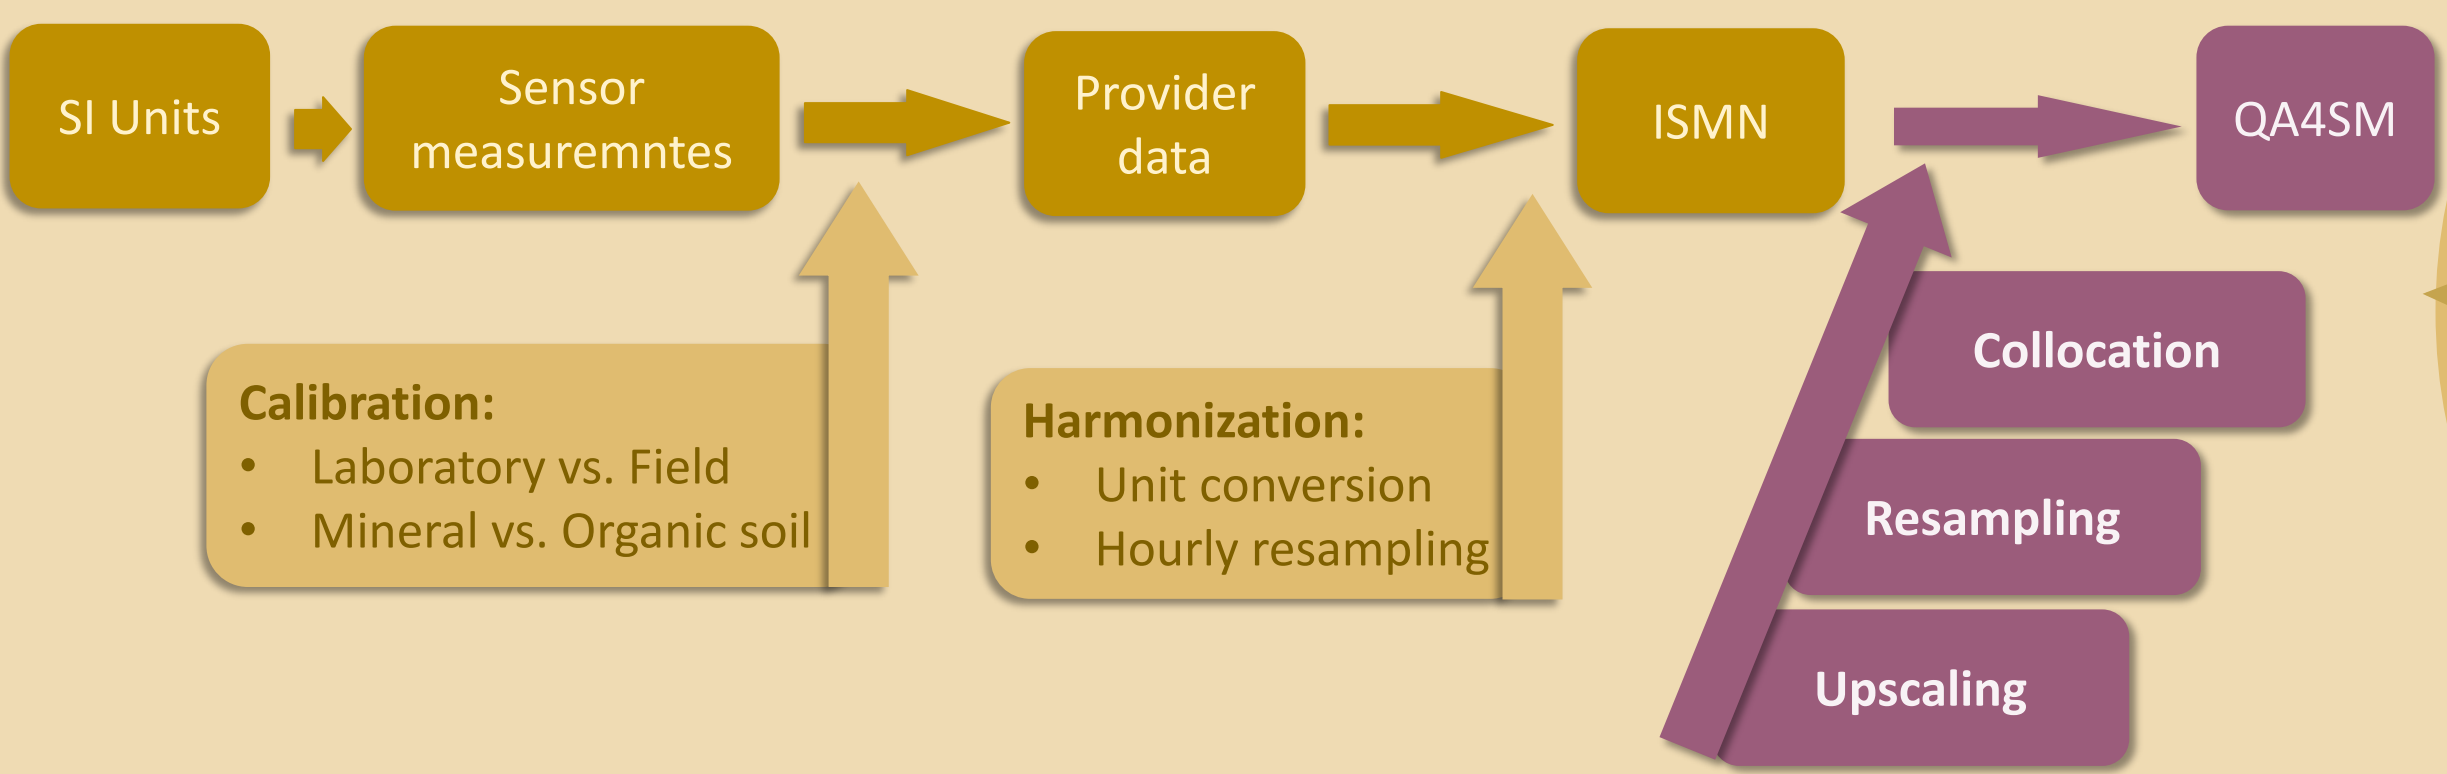 SI Units
Sensor
measuremntes
Provider
data
ISMN
QA4SM
Calibration:
• Laboratory vs. Field
• Mineral vs. Organic soil
Harmonization:
• Unit conversion
• Hourly resampling
Collocation
Resampling
Upscaling